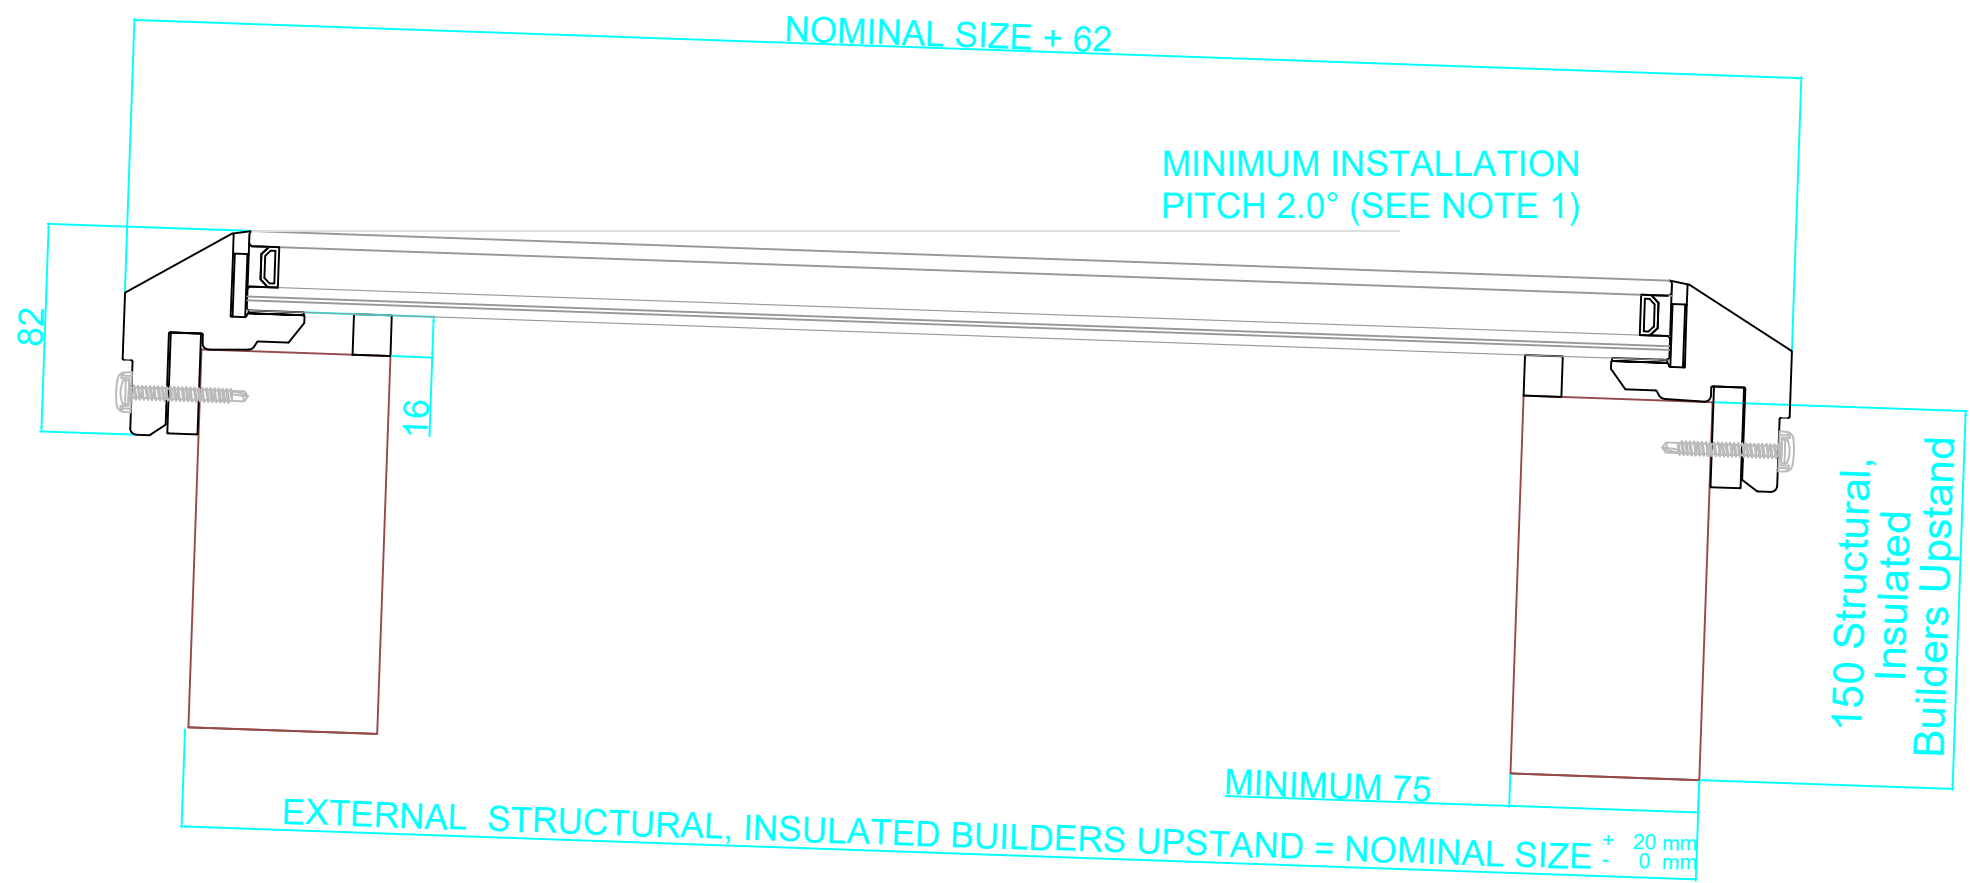 NOMINAL SIZE + 62
MINIMUM INSTALLATION
PITCH 2.0° (SEE NOTE 1)
82
16
150 Structural,
Insulated
Builders Upstand
MINIMUM 75
EXTERNAL STRUCTURAL, INSULATED BUILDERS UPSTAND = NOMINAL SIZE + 20 mm
- 0 mm